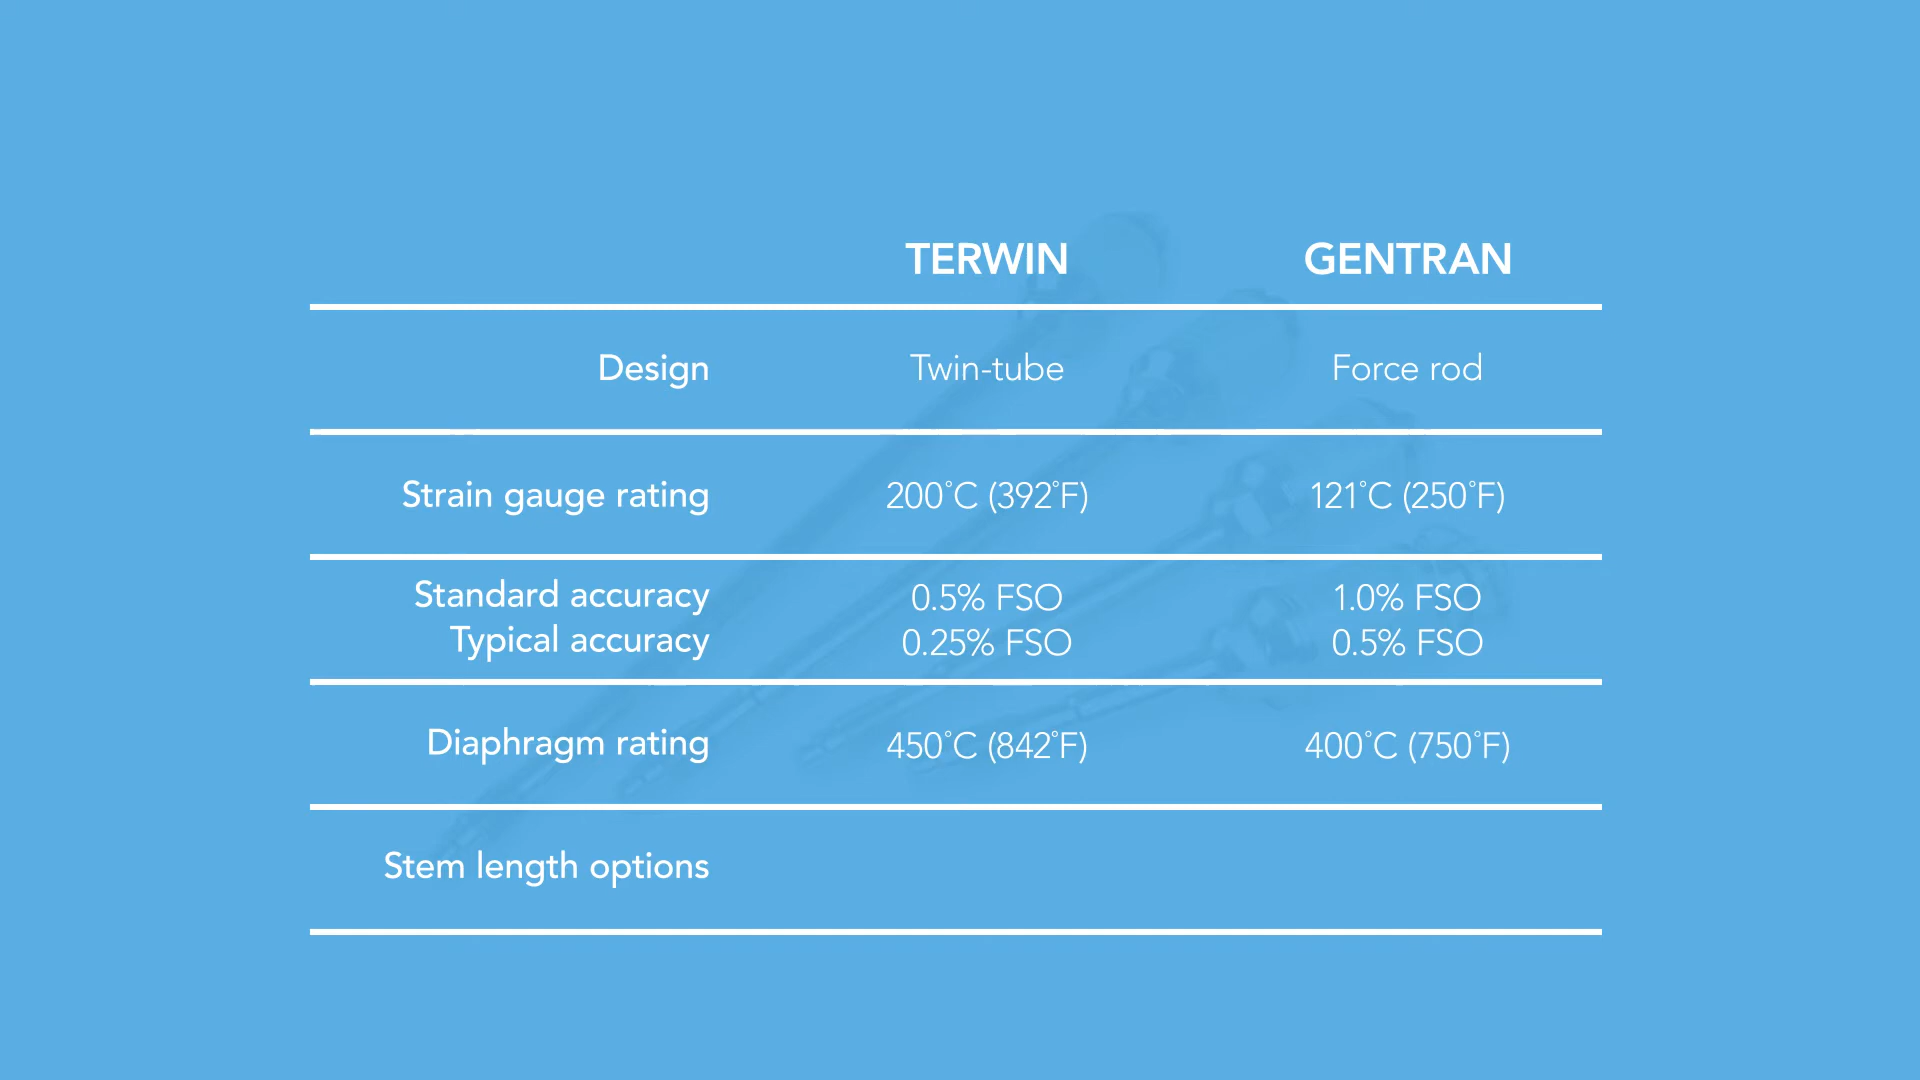 TERWIN GENTRAN
Design Twin-tube Force rod
Strain gauge rating 200°C (392°F) 121°C (250°F)
Standard accuracy 0.5% FSO 1.0% FSO
Typical accuracy 0.25% FSO 0.5% FSO
Diaphragm rating 450°C (842°F) 400°C (750°F)
Stem length options